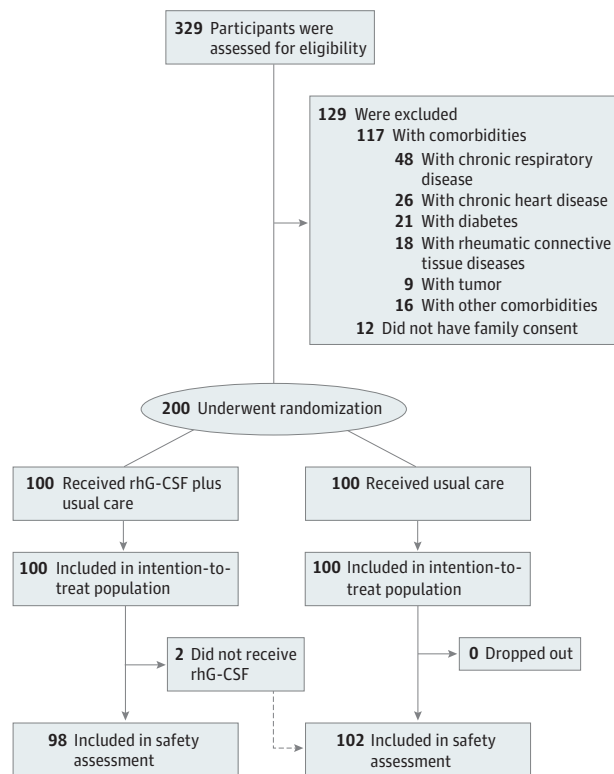 329 Participants were
assessed for eligibility
129 Were excluded
117 With comorbidities
48 With chronic respiratory
disease
26 With chronic heart disease
21 With diabetes
18 With rheumatic connective
tissue diseases
9 With tumor
16 With other comorbidities
12 Did not have family consent
200 Underwent randomization
100 Received rhG-CSF plus
usual care
100 Received usual care
100 Included in intention-to-
treat population
100 Included in intention-to-
treat population
2 Did not receive
rhG-CSF
0 Dropped out
98 Included in safety
assessment
102 Included in safety
assessment